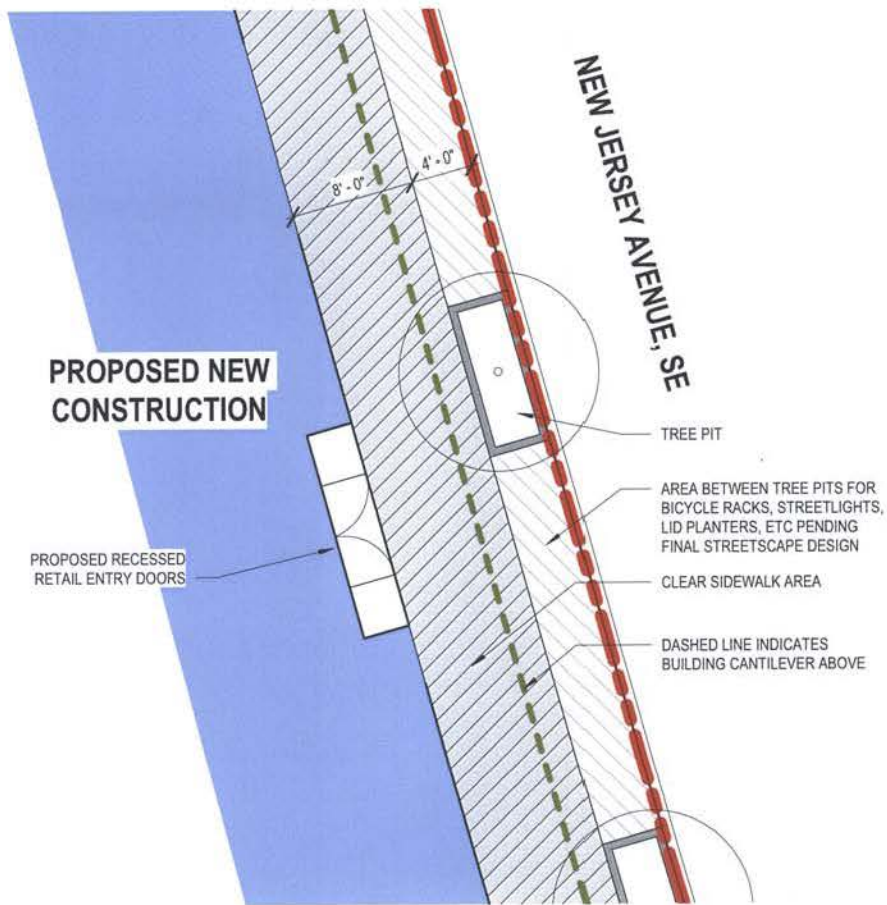 NEW JERSEY AVENUE, SE
8' - 0"
4' - 0"
PROPOSED NEW
CONSTRUCTION
TREE PIT
AREA BETWEEN TREE PITS FOR
BICYCLE RACKS, STREETLIGHTS,
LID PLANTERS, ETC PENDING
FINAL STREETSCAPE DESIGN
PROPOSED RECESSED
RETAIL ENTRY DOORS
CLEAR SIDEWALK AREA
DASHED LINE INDICATES
BUILDING CANTILEVER ABOVE